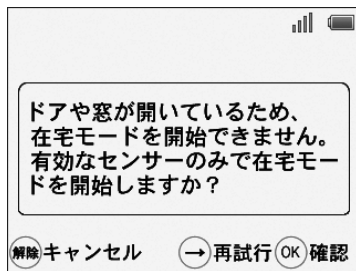 ドアや窓が開いているため、
在宅モードを開始できません。
有効なセンサーのみで在宅モー
ドを開始しますか？
解除キャンセル →再試行 OK確認